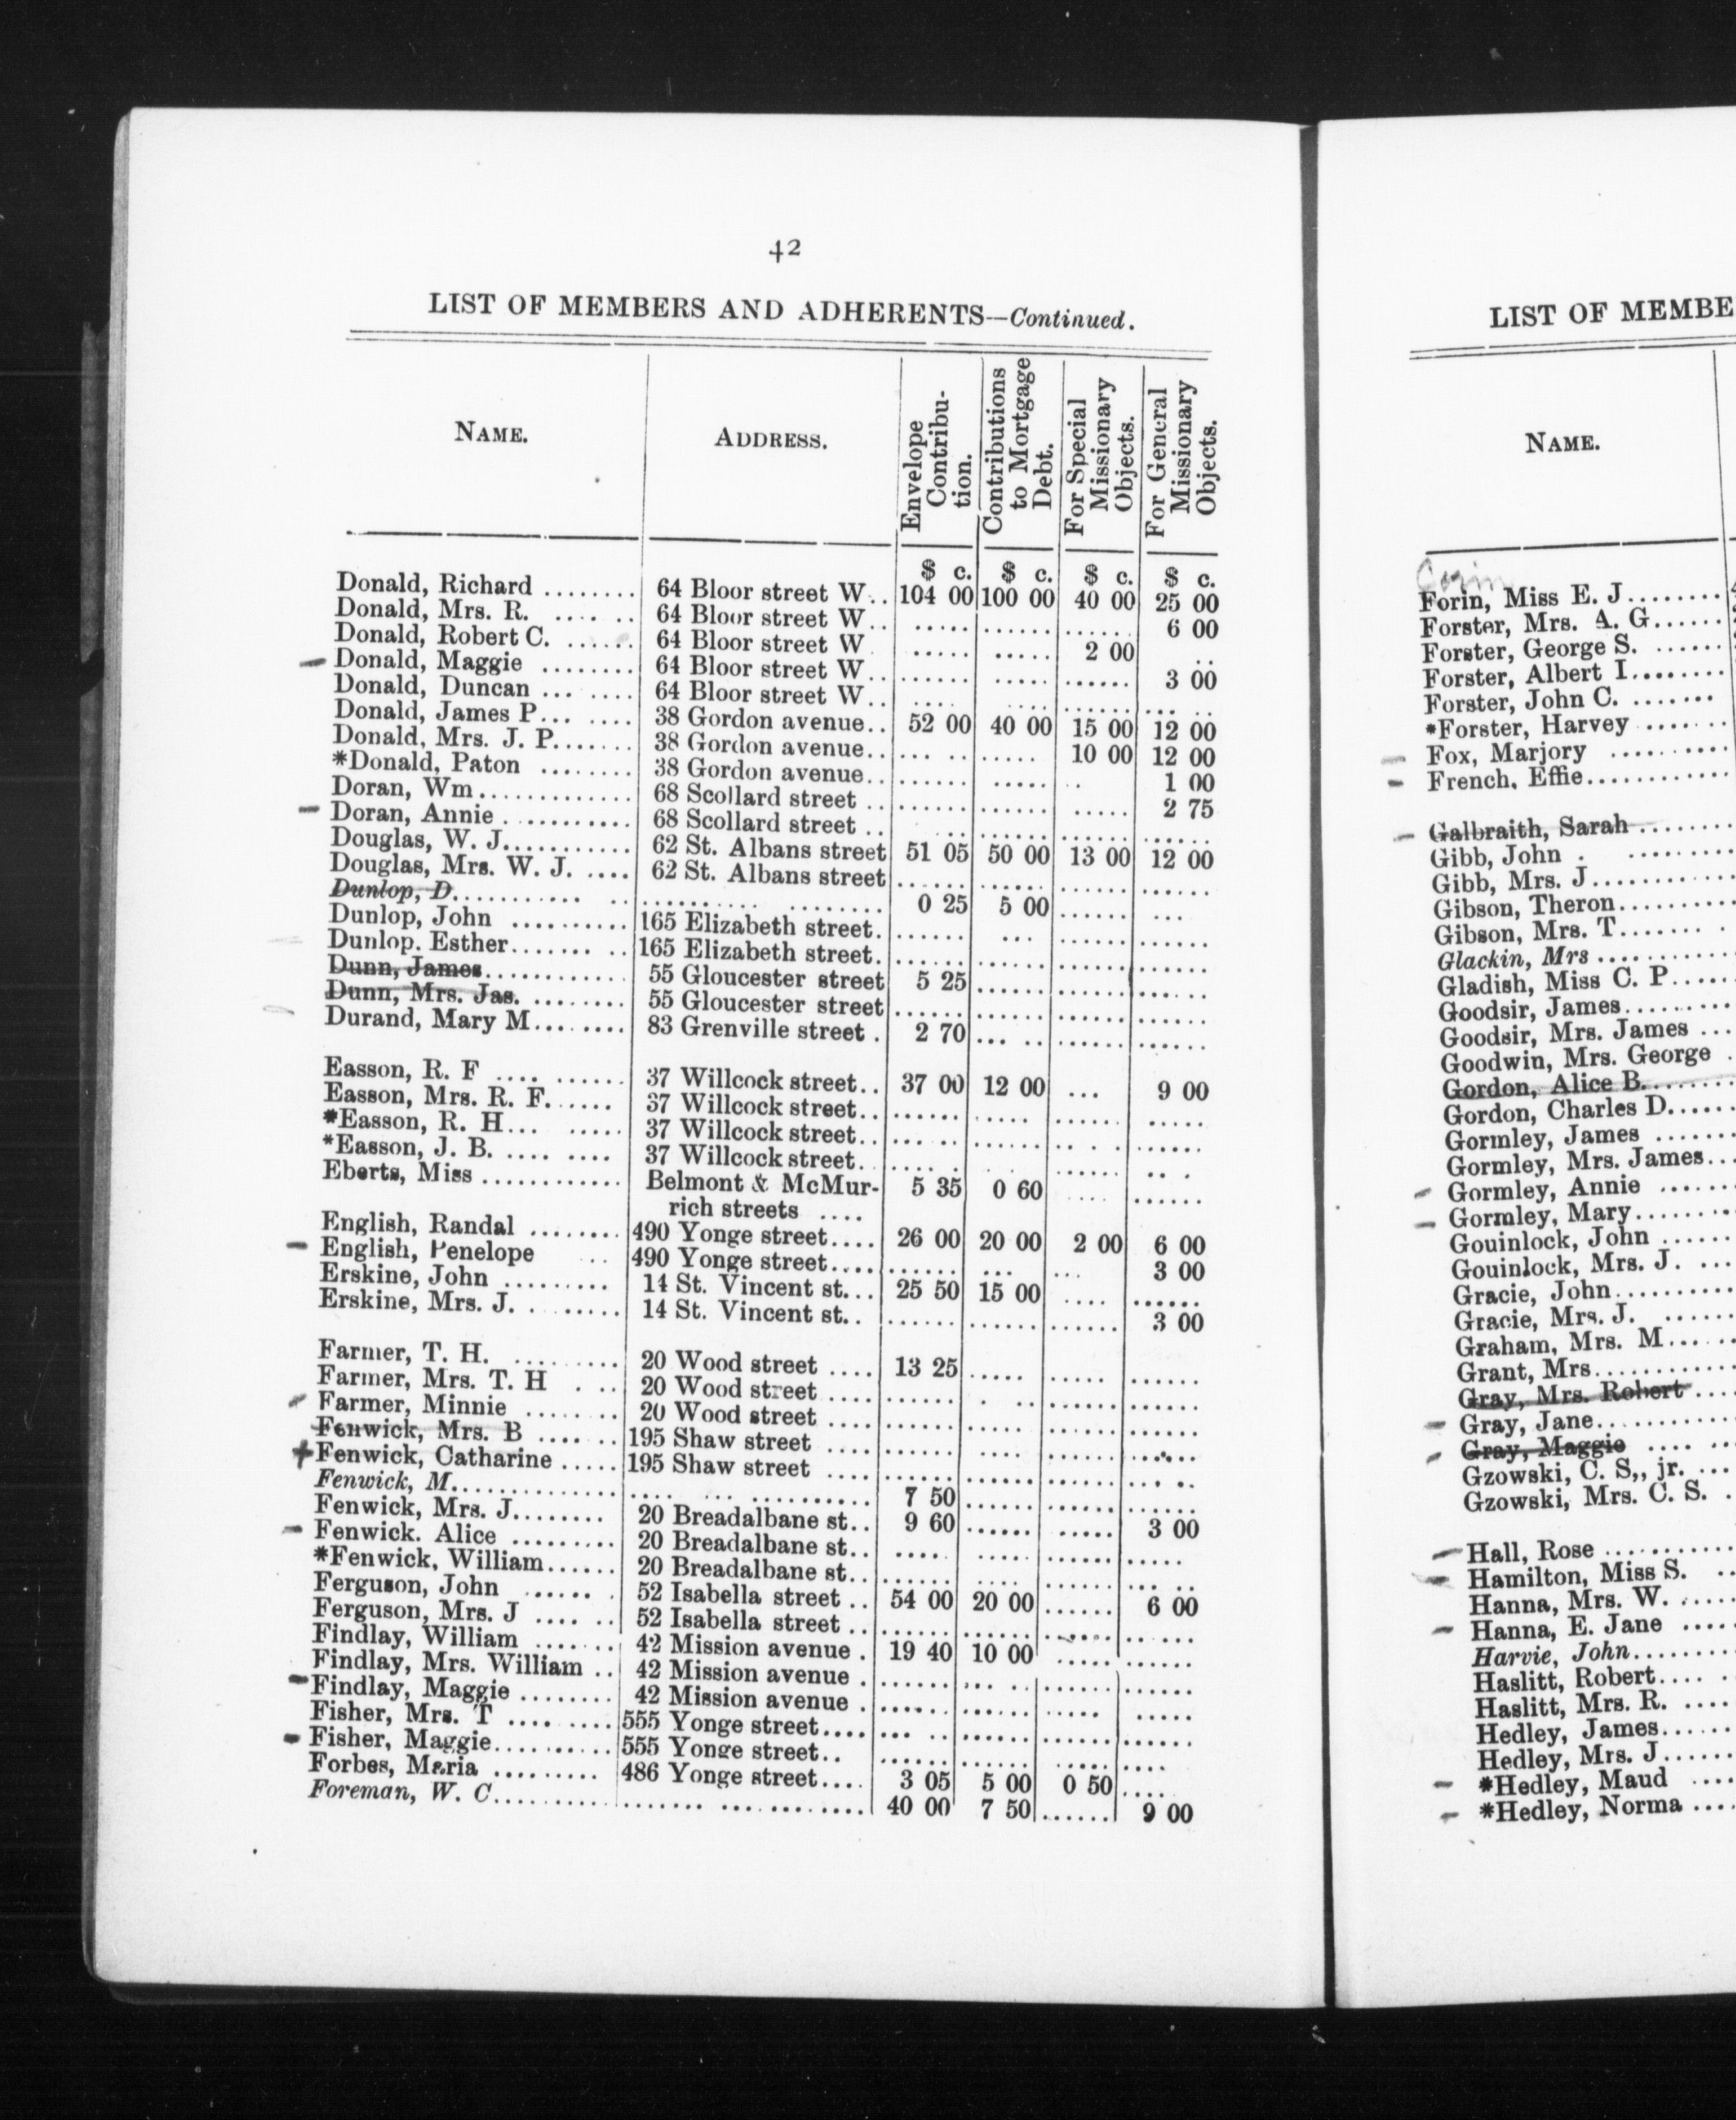 42
LIST OF MEMBERS AND ADHERENTS—Continued.
NAME. ADDRESS. Envelope Contribution. Contributions to Mortgage Debt. For Special Missionary Objects. For General Missionary Objects.
$ c. $ c. $ c. $ c.
Donald, Richard ........ 64 Bloor street W.. 104 00 100 00 40 00 25 00
Donald, Mrs. R. ...... 64 Bloor street W.. ..... ...... ...... 6 00
Donald, Robert C. ...... 64 Bloor street W. ..... ..... 2 00 ..
Donald, Maggie ........ 64 Bloor street W.. ...... ..... ...... 3 00
Donald, Duncan ... .... 64 Bloor street W.. .... .... ...... ... ..
Donald, James P... .... 38 Gordon avenue.. 52 00 40 00 15 00 12 00
Donald, Mrs. J. P....... 38 Gordon avenue.. ... .. ..... 10 00 12 00
*Donald, Paton ........ 38 Gordon avenue.. ...... ...... .. 1 00
Doran, Wm............. 68 Scollard street .. ...... ...... ..... 2 75
Doran, Annie ........... 68 Scollard street .. .. ...... ...... ......
Douglas, W. J........... 62 St. Albans street 51 05 50 00 13 00 12 00
Douglas, Mrs. W. J. .... 62 St. Albans street ...... ...... ...... ......
Dunlop, D............ .. .......... ........ 0 25 5 00 ...... ...
Dunlop, John .......... 165 Elizabeth street. ...... ... ...... ......
Dunlop. Esther....... .. 165 Elizabeth street. ...... ...... ...... ......
Dunn, James............ 55 Gloucester street 5 25 ...... ...... ......
Dunn, Mrs. Jas. ........ 55 Gloucester street ...... ...... ...... ......
Durand, Mary M........ 83 Grenville street . 2 70 ... .. ...... ......
Easson, R. F .... ...... 37 Willcock street.. 37 00 12 00 ... 9 00
Easson, Mrs. R. F...... 37 Willcock street.. ...... ...... ...... .....
*Easson, R. H... ..... 37 Willcock street.. ... .. ...... .. . ......
*Easson, J. B. .... .... 37 Willcock street. ..... . ...... ...... .. .
Eberts, Miss ............ Belmont & McMur- 5 35 0 60 .... ......
rich streets ....
English, Randal ........ 490 Yonge street.... 26 00 20 00 2 00 6 00
English, Penelope .. 490 Yonge street.... ...... ... ... 3 00
Erskine, John ......... 14 St. Vincent st... 25 50 15 00 .... ......
Erskine, Mrs. J. ....... 14 St. Vincent st.. ...... ...... ...... 3 00
Farmer, T. H. ......... 20 Wood street .... 13 25 ..... ..... ......
Farmer, Mrs. T. H . .. 20 Wood street .... ...... . .. ...... ......
Farmer, Minnie ........ 20 Wood street .... ...... .... ...... ......
Fenwick, Mrs. B .... .. 195 Shaw street .... ...... .... ...... ......
Fenwick, Catharine ..... 195 Shaw street .... ...... ...... ...... ... .
Fenwick, M.............. .... ... .......... 7 50 ...... ...... ......
Fenwick, Mrs. J........ 20 Breadalbane st.. 9 60 ...... ..... 3 00
Fenwick. Alice ......... 20 Breadalbane st.. .... ..... ...... .....
*Fenwick, William...... 20 Breadalbane st.. ...... .... ...... ... ..
Ferguson, John ...... . 52 Isabella street .. 54 00 20 00 ...... 6 00
Ferguson, Mrs. J .... .. 52 Isabella street .. ...... ...... ..... ......
Findlay, William ....... 42 Mission avenue . 19 40 10 00 ..... ......
Findlay, Mrs. William .. 42 Mission avenue . ...... ... .. ...... ......
Findlay, Maggie ........ 42 Mission avenue . ...... ...... ..... .....
Fisher, Mrs. T .... .... 555 Yonge street.... ... .. ...... ...... ......
Fisher, Maggie.......... 555 Yonge street.. ...... ...... ...... ....
Forbes, Maria ......... 486 Yonge street.... 3 05 5 00 0 50 .....
Foreman, W. C........... ....... ........... 40 00 7 50 ...... 9 00
LIST OF MEMBE
NAME.
Forin, Miss E. J........
Forster, Mrs. A. G......
Forster, George S. ......
Forster, Albert I........
Forster, John C. .......
*Forster, Harvey .......
Fox, Marjory ..........
French, Effie............
Galbraith, Sarah ........
Gibb, John . .........
Gibb, Mrs. J............
Gibson, Theron..........
Gibson, Mrs. T....... .
Glackin, Mrs ...........
Gladish, Miss C. P.....
Goodsir, James.........
Goodsir, Mrs. James ...
Goodwin, Mrs. George .
Gordon, Alice B.........
Gordon, Charles D......
Gormley, James .......
Gormley, Mrs. James...
Gormley, Annie ......
Gormley, Mary.........
Gouinlock, John ......
Gouinlock, Mrs. J. ...
Gracie, John...........
Gracie, Mrs. J. ......
Graham, Mrs. M......
Grant, Mrs............
Gray, Mrs. Robert ....
Gray, Jane............
Gray, Maggie .... ...
Gzowski, C. S,, jr. ...
Gzowski, Mrs. C. S. .
Hall, Rose ..........
Hamilton, Miss S. ..
Hanna, Mrs. W. .....
Hanna, E. Jane ....
Harvie, John........
Haslitt, Robert.... .
Haslitt, Mrs. R. ....
Hedley, James......
Hedley, Mrs. J......
*Hedley, Maud ....
*Hedley, Norma ....